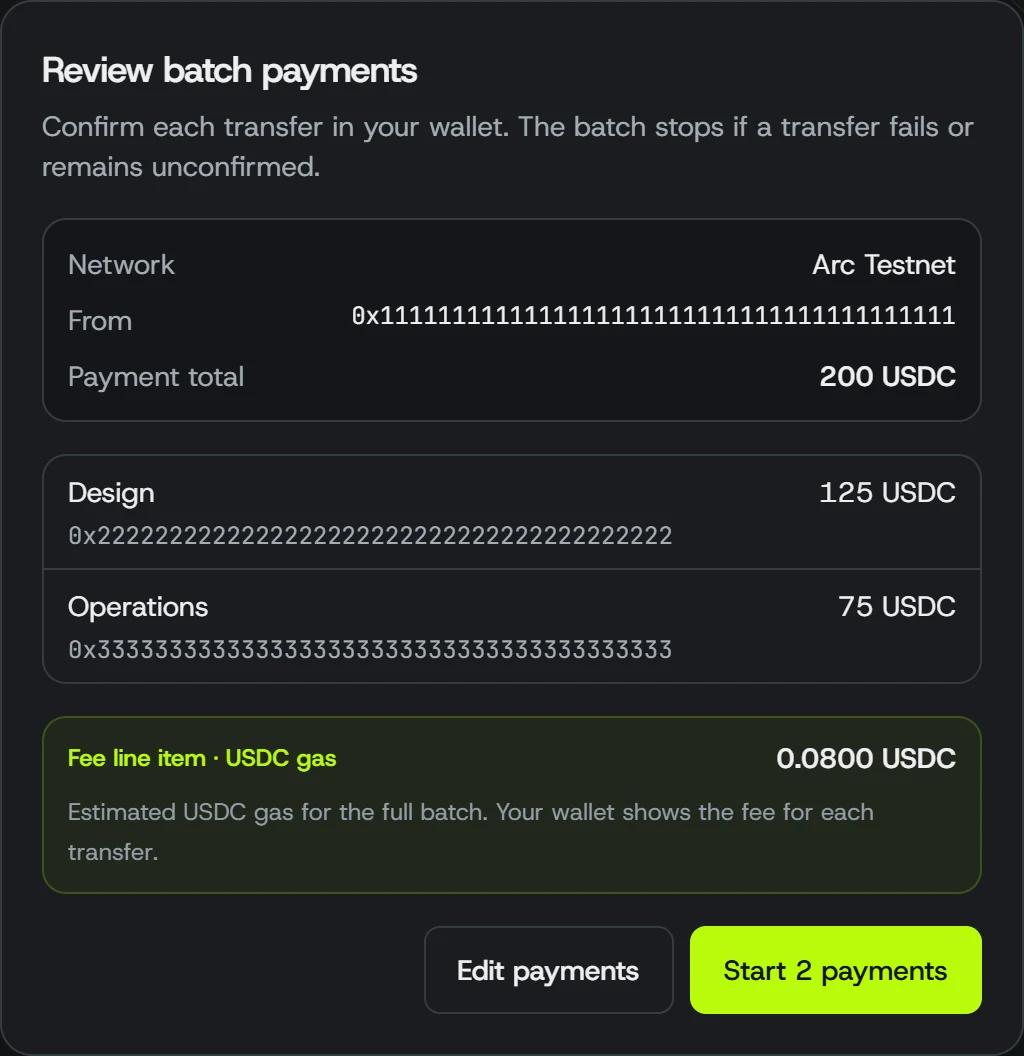 Review batch payments
Confirm each transfer in your wallet. The batch stops if a transfer fails or
remains unconfirmed.
Network
Arc Testnet
From
0x1111111111111111111111111111111111111111
Payment total
200 USDC
Design
125 USDC
0x2222222222222222222222222222222222222222
Operations
75 USDC
0x3333333333333333333333333333333333333333
Fee line item · USDC gas
0.0800 USDC
Estimated USDC gas for the full batch. Your wallet shows the fee for each
transfer.
Edit payments
Start 2 payments